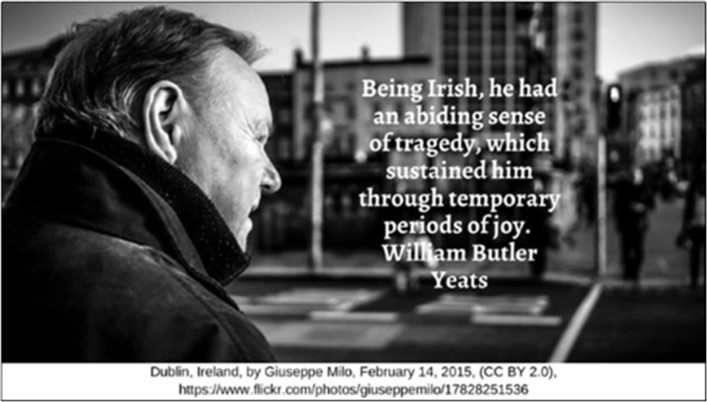 Being Irish, he had
an abiding sense
of tragedy, which
sustained him
through temporary
periods of joy.
William Butler
Yeats
Dublin, Ireland, by Giuseppe Milo, February 14, 2015, (CC BY 2.0),
https://www.flickr.com/photos/giuseppemilo/17828251536